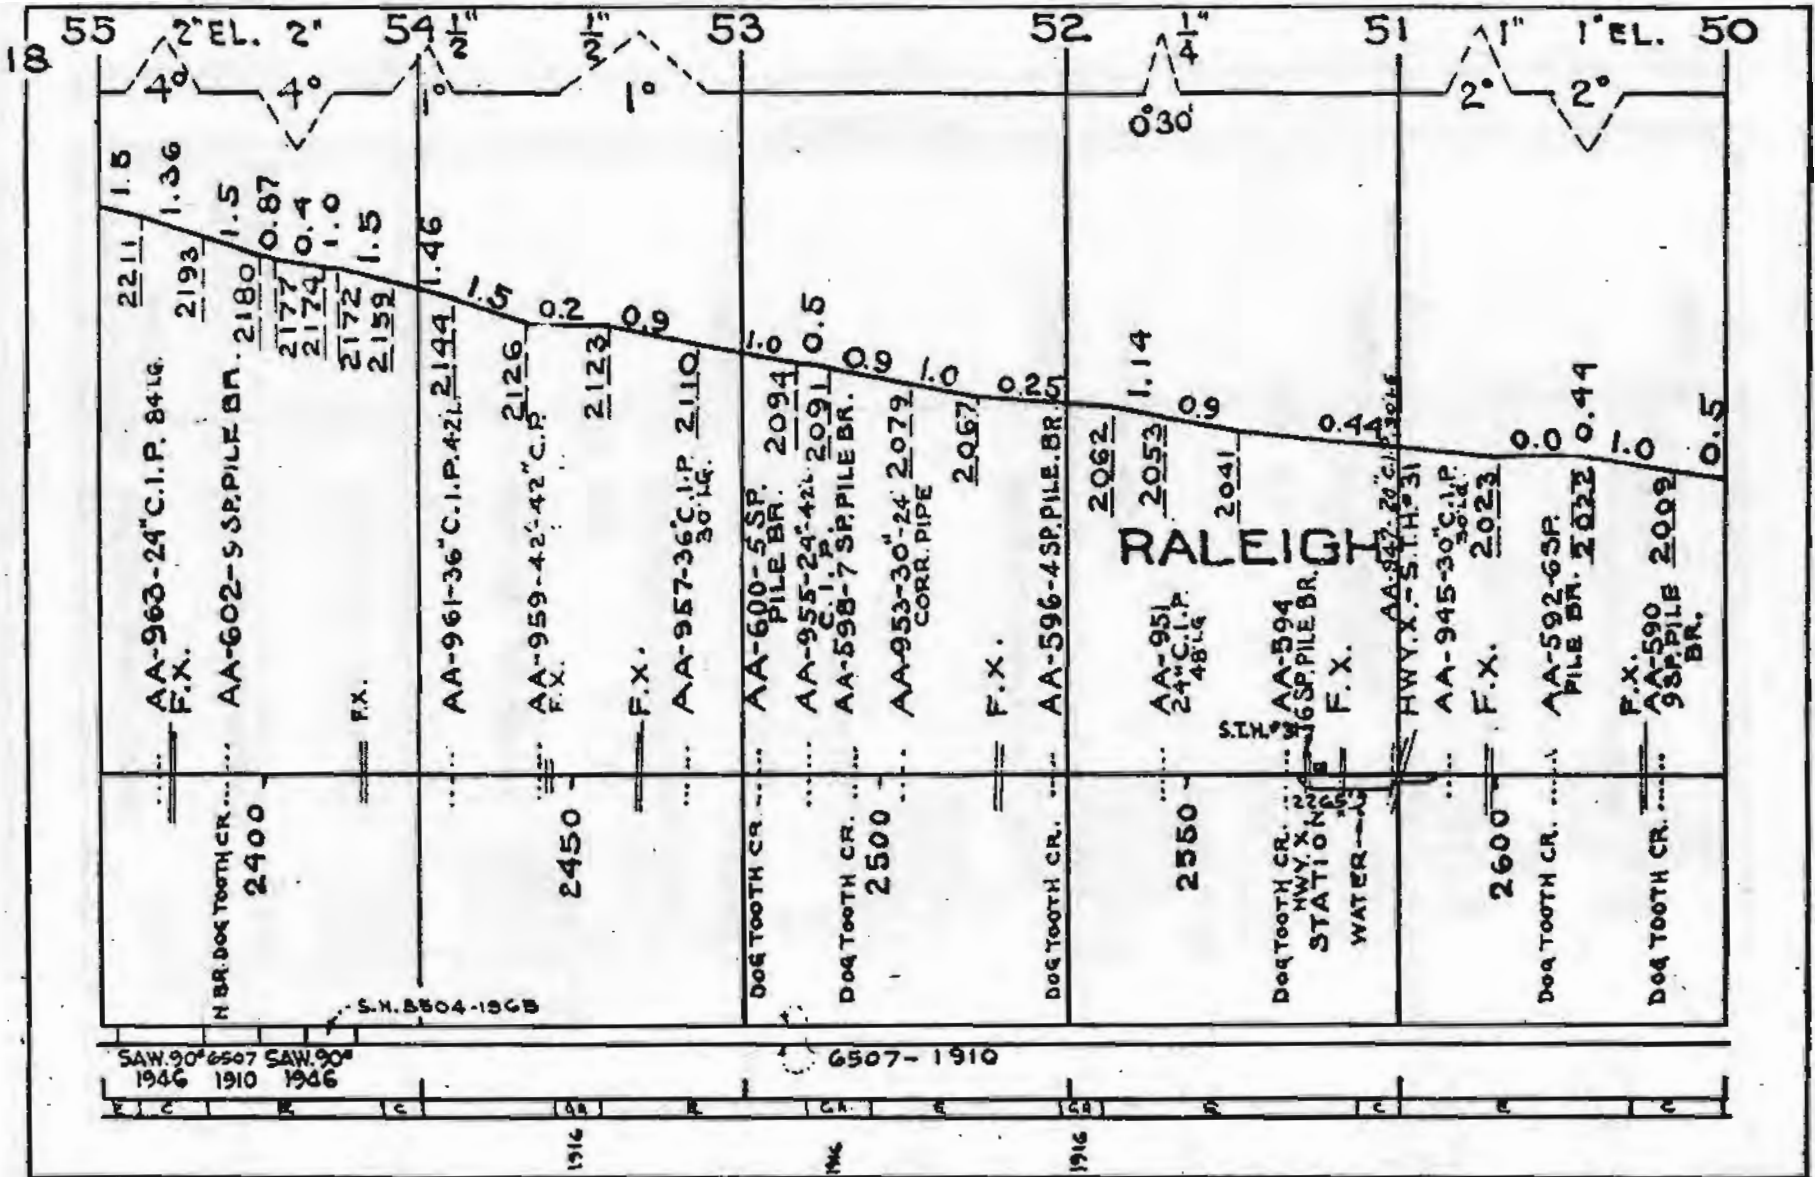 18
55 2" EL. 2" 54 1/2" 1/2" 53 52 1/4" 51 1" 1" EL. 50
4° 4° 1° 1° 0°30' 2° 2°
1.5 1.36 1.5 0.87 0.4 1.0 1.5 1.46 1.5 0.2 0.9 1.0 0.5 0.9 1.0 0.25 1.14 0.9 0.44 0.0 0.44 1.0 0.5
2211 2193 2180 2177 2174 2172 2159 2144 2126 2123 2110 2094 2091 2079 2067 2062 2053 2041 2023 2022 2009
RALEIGH
AA-963-24"C.I.P. 84'LG.
F.X.
AA-602-5 SP.PILE BR.
F.X.
AA-961-36"C.I.P.42'L.
AA-959-42"-42"C.P.
F.X.
F.X.
AA-957-36"C.I.P.
30'LG.
AA-600-5 SP.
PILE BR.
AA-955-24"-42'L.
C.I.P.
AA-598-7 SP.PILE BR.
AA-953-30"-24'
CORR. PIPE
F.X.
AA-596-4 SP.PILE.BR.
AA-951
24"C.I.P.
48'LG
S.T.H.#31
AA-594
16 SP.PILE BR.
F.X.
HWY.X.-S.T.H.#31
AA-945-30"C.I.P.
30'LG.
F.X.
AA-592-6 SP.
PILE BR.
F.X.
AA-590
9 SP.PILE
BR.
N.BR.DOG TOOTH CR.
2400
2450
DOG TOOTH CR.
DOG TOOTH CR.
2500
DOG TOOTH CR.
2550
DOG TOOTH CR.
HWY.X
STATION
2265'
WATER
2600
DOG TOOTH CR.
DOG TOOTH CR.
6507-1910
SAW.90# 6507 SAW.90#
1946 1910 1946
C C E C
1916 1916